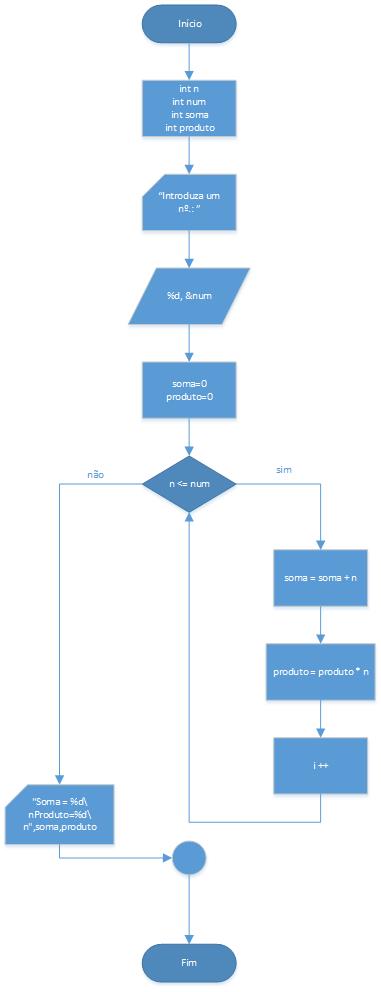 Início
int n
int num
int soma
int produto
"Introduza um
nº.: "
%d, &num
soma=0
produto=0
n <= num
não
sim
soma = soma + n
produto = produto * n
i ++
"Soma = %d\
nProduto=%d\
n",soma,produto
Fim